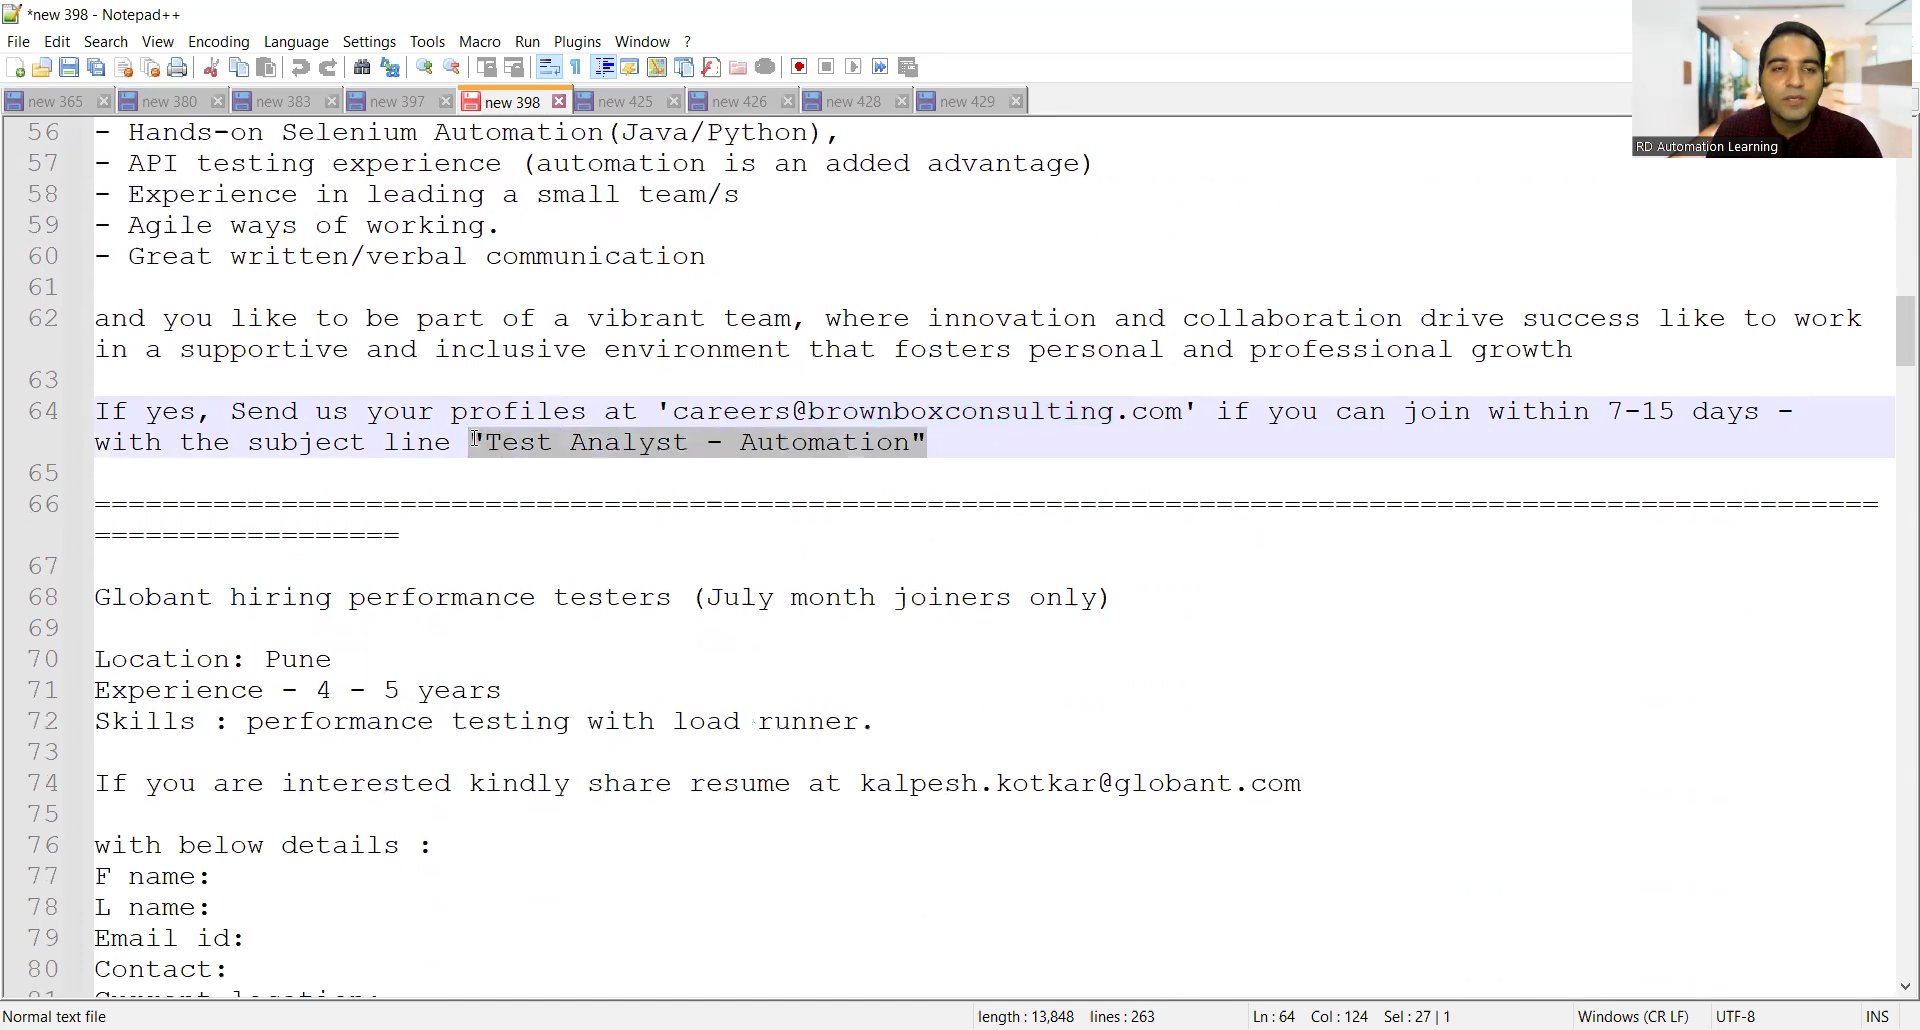 *new 398 - Notepad++
File Edit Search View Encoding Language Settings Tools Macro Run Plugins Window ?
new 365 new 380 new 383 new 397 new 398 new 425 new 426 new 428 new 429
RD Automation Learning
56 - Hands-on Selenium Automation(Java/Python),
57 - API testing experience (automation is an added advantage)
58 - Experience in leading a small team/s
59 - Agile ways of working.
60 - Great written/verbal communication
61
62 and you like to be part of a vibrant team, where innovation and collaboration drive success like to work
in a supportive and inclusive environment that fosters personal and professional growth
63
64 If yes, Send us your profiles at 'careers@brownboxconsulting.com' if you can join within 7-15 days -
with the subject line "Test Analyst - Automation"
65
66 =========================================================================================================
==================
67
68 Globant hiring performance testers (July month joiners only)
69
70 Location: Pune
71 Experience - 4 - 5 years
72 Skills : performance testing with load runner.
73
74 If you are interested kindly share resume at kalpesh.kotkar@globant.com
75
76 with below details :
77 F name:
78 L name:
79 Email id:
80 Contact:
81 Current location:
Normal text file length : 13,848 lines : 263 Ln : 64 Col : 124 Sel : 27 | 1 Windows (CR LF) UTF-8 INS